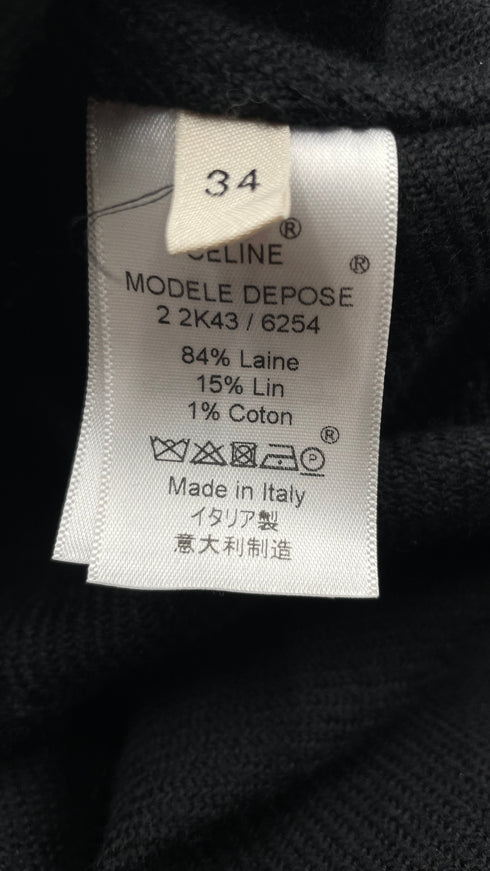 34
®
CELINE
®
MODELE DEPOSE
2 2K43 / 6254
84% Laine
15% Lin
1% Coton
®
P
Made in Italy
イタリア製
意大利制造